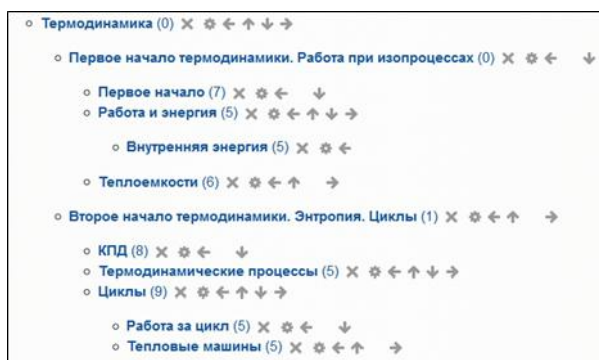 Термодинамика (0)
Первое начало термодинамики. Работа при изопроцессах (0)
Первое начало (7)
Работа и энергия (5)
Внутренняя энергия (5)
Теплоемкости (6)
Второе начало термодинамики. Энтропия. Циклы (1)
КПД (8)
Термодинамические процессы (5)
Циклы (9)
Работа за цикл (5)
Тепловые машины (5)